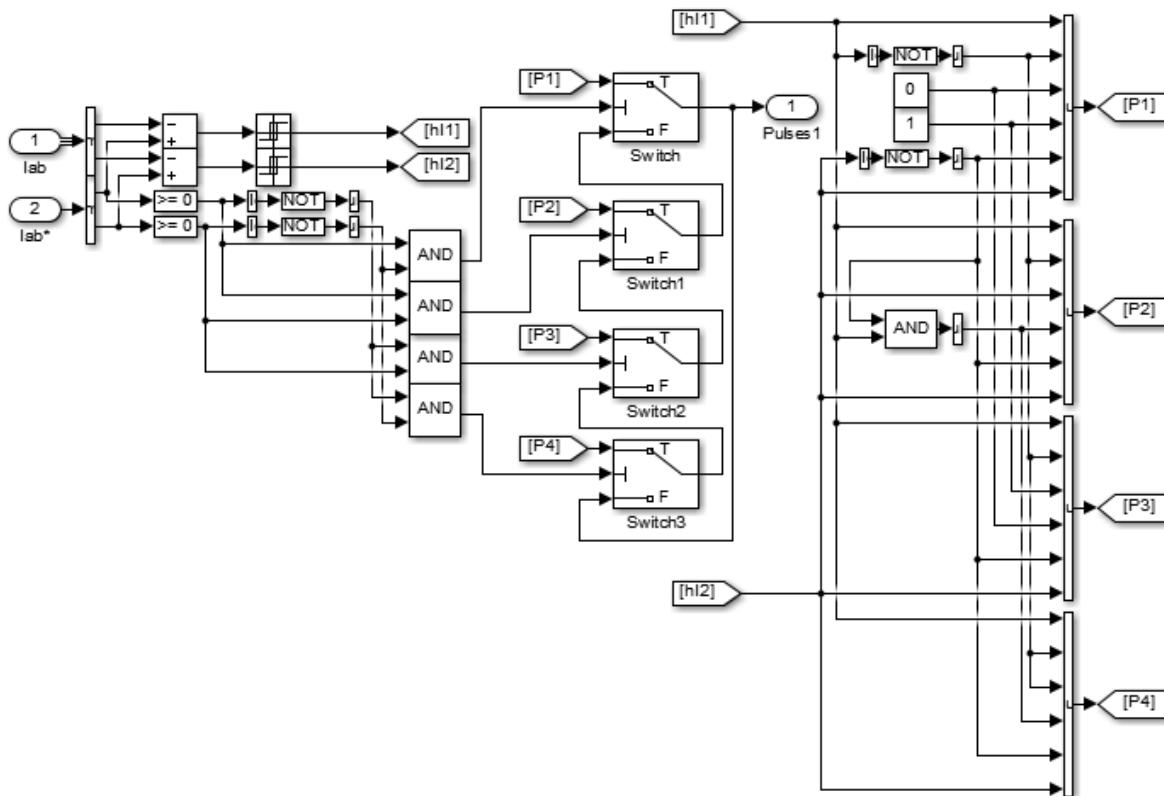 [hI1]
NOT
[P1]
T
0
1
[P1]
1
Iab
−
+
−
+
[hI1]
[hI2]
F
Switch
1
Pulses1
NOT
2
Iab*
>= 0
NOT
>= 0
NOT
[P2]
T
F
Switch1
AND
AND
AND
AND
AND
[P2]
[P3]
T
F
Switch2
[P4]
T
F
Switch3
[P3]
[hI2]
[P4]